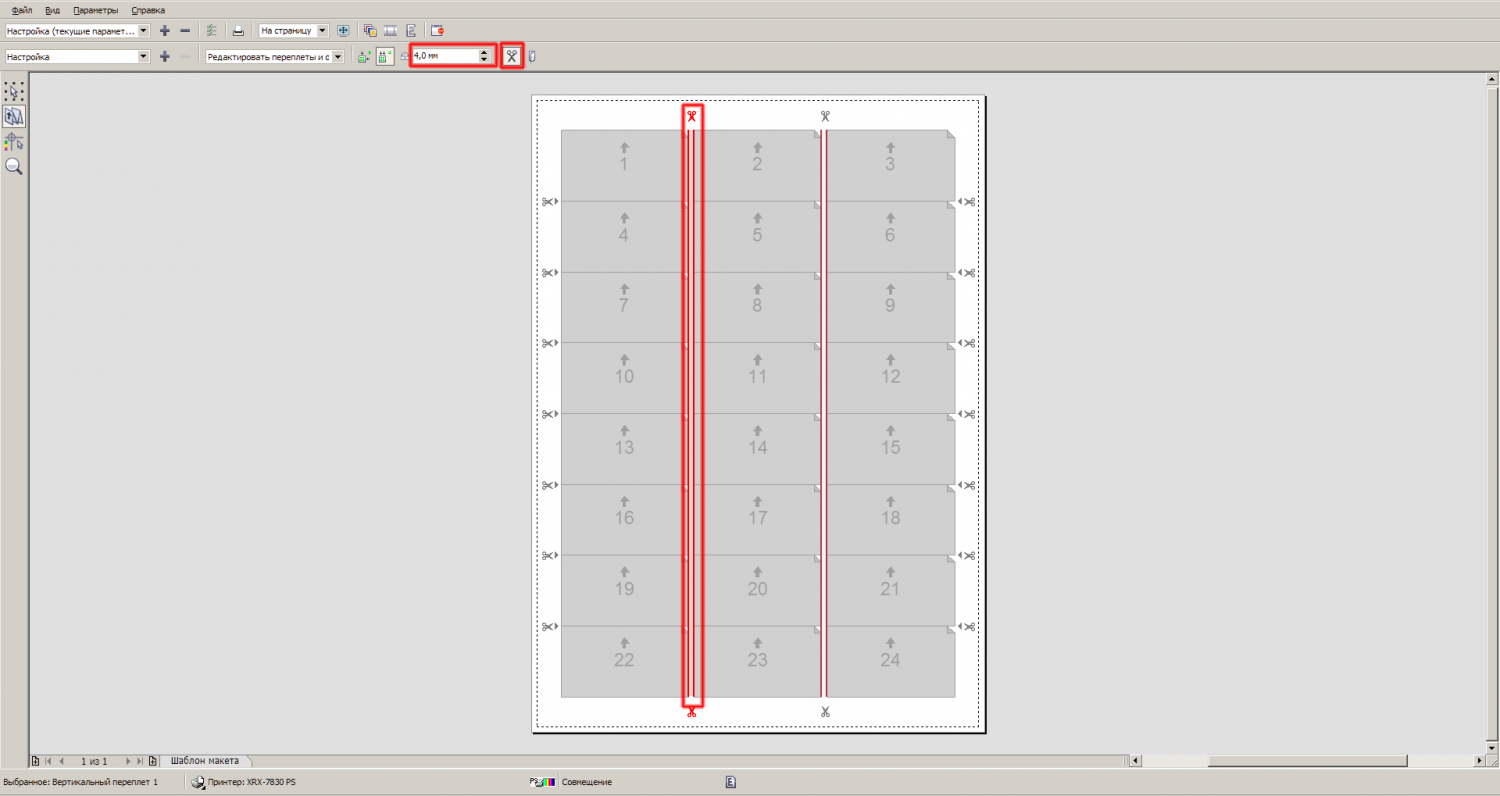 Файл Вид Параметры Справка
Настройка (текущие парамет... На страницу
Настройка Редактировать переплеты и с 4,0 мм
1 2 3
4 5 6
7 8 9
10 11 12
13 14 15
16 17 18
19 20 21
22 23 24
1 из 1 Шаблон макета
Выбранное: Вертикальный переплет 1 Принтер: XRX-7830 PS PS Совмещение